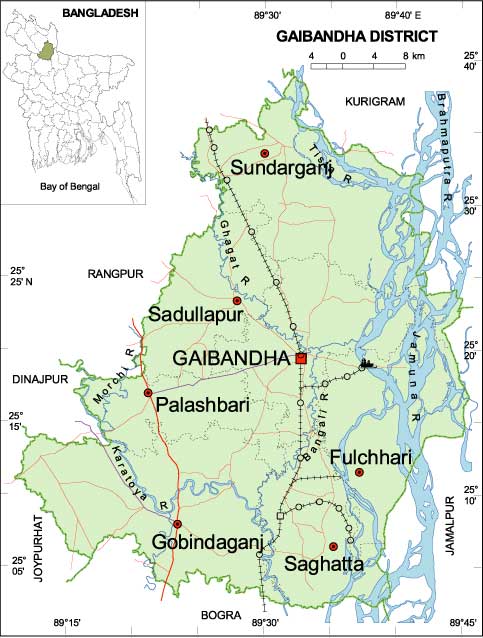 BANGLADESH
Bay of Bengal
89°30'
89°40' E
GAIBANDHA DISTRICT
4 0 4 8 km
25°
40'
KURIGRAM
Brahmaputra R
Tista R
Sundarganj
25°
30'
Ghagat R
RANGPUR
25°
25' N
Sadullapur
Morchi R
GAIBANDHA
25°
20'
Jamuna R
DINAJPUR
Palashbari
Bangali R
25°
15'
Karatoya R
Fulchhari
25°
10'
Gobindaganj
JOYPURHAT
JAMALPUR
Saghatta
25°
05'
BOGRA
89°15'
89°30'
89°45'